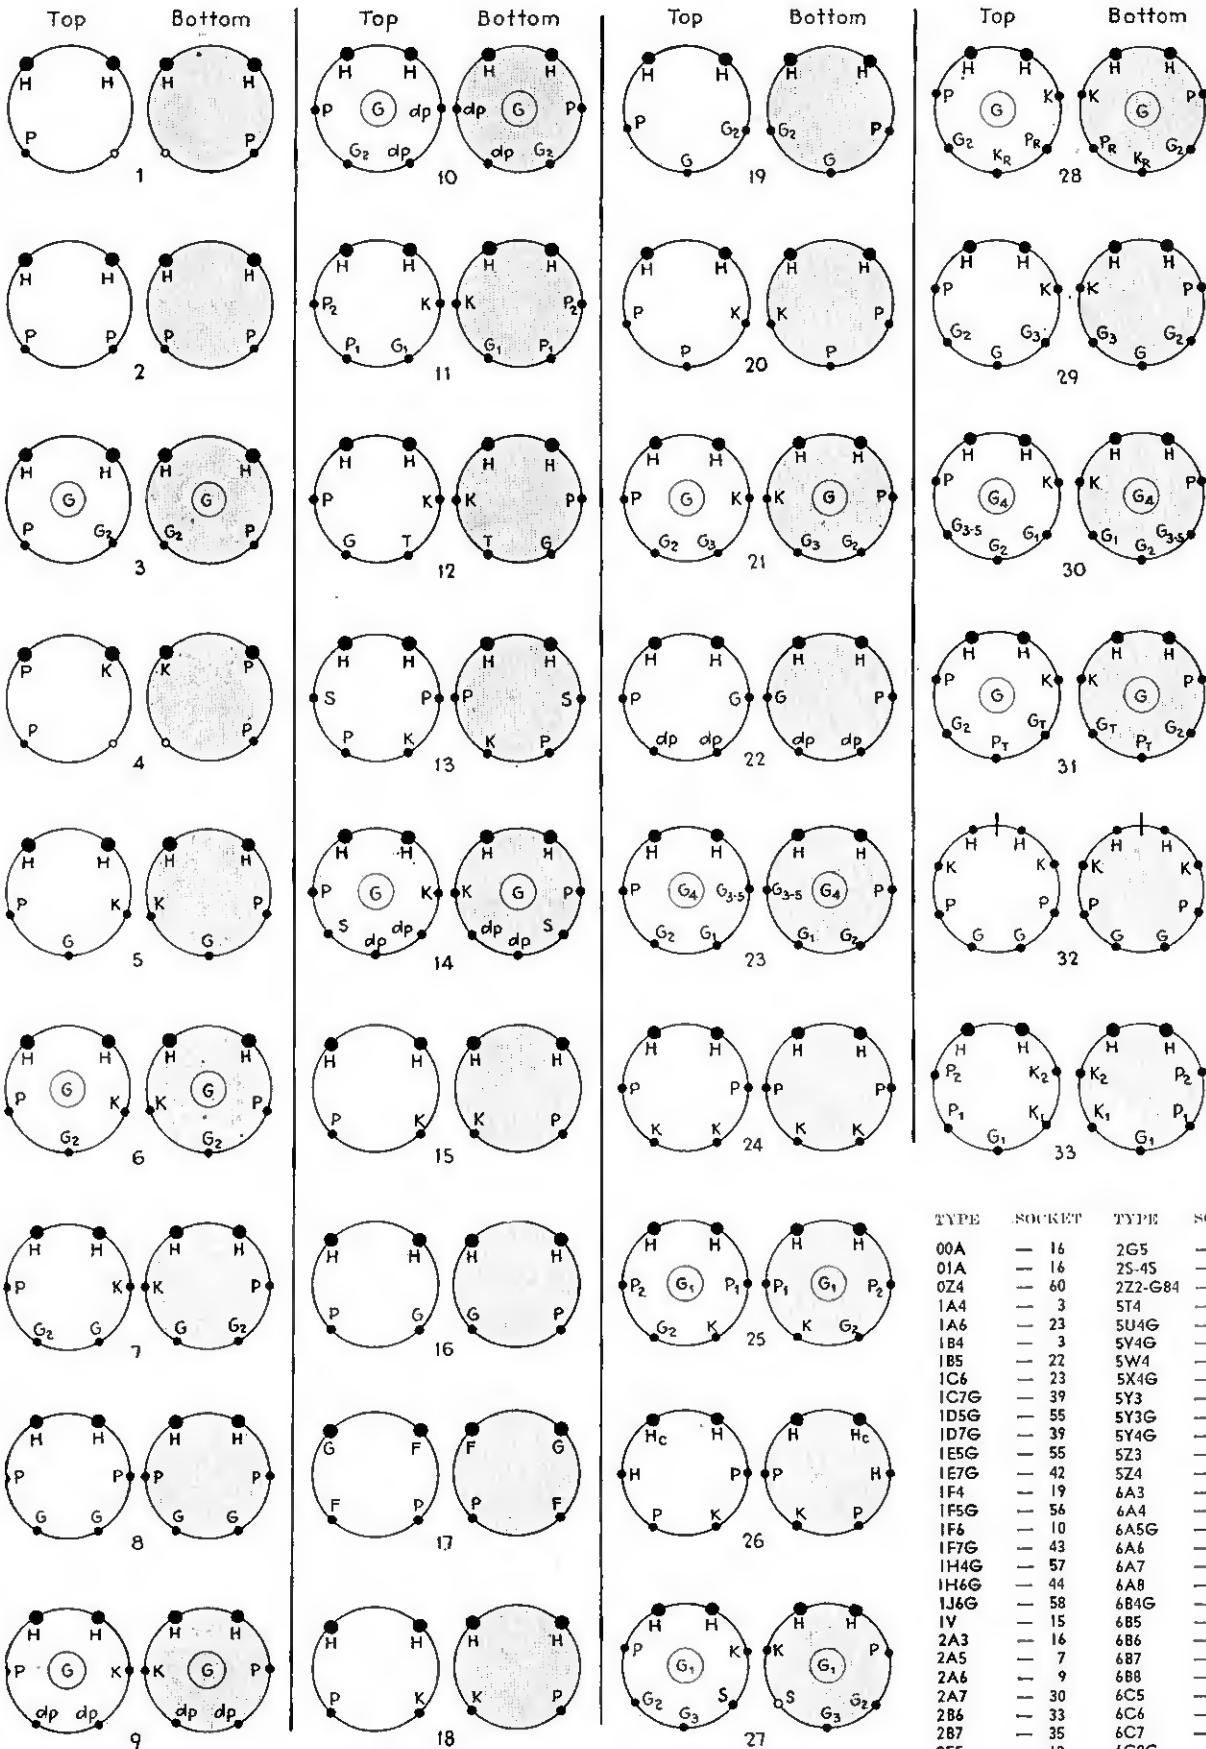 Top Bottom
H H H H
P P
1
H H H H
P P P P
2
H H H H
G G
P G2 G2 P
3
P K K P
P P
4
H H H H
P K K P
G G
5
H H H H
G G
P K K P
G2 G2
6
H H H H
P K K P
G2 G G G2
7
H H H H
P P P P
G G G G
8
H H H H
P G K K G P
dp dp dp dp
9
Top Bottom
H H H H
P G dp dp G P
G2 dp dp G2
10
H H H H
P2 K K P2
P1 G1 G1 P1
11
H H H H
P K K P
G T T G
12
H H H H
S P P S
P K K P
13
H H H H
P G K K G P
S dp dp dp dp S
14
H H H H
P K K P
15
H H H H
P G G P
16
G F F G
F P P F
17
H H H H
P K K P
18
Top Bottom
H H H H
P G2 G2 P
G G
19
H H H H
P K K P
P P
20
H H H H
P G K K G P
G2 G3 G3 G2
21
H H H H
P G G P
dp dp dp dp
22
H H H H
P G4 G3-5 G3-5 G4 P
G2 G1 G1 G2
23
H H H H
P P P P
K K K K
24
H H H H
P2 G1 P1 P1 G1 P2
G2 K K G2
25
Hc H H Hc
H P P H
P K K P
26
H H H H
P G1 K K G1 P
G2 G3 S S G3 G2
27
Top Bottom
H H H H
P G K K G P
G2 KR PR PR KR G2
28
H H H H
P K K P
G2 G G3 G3 G G2
29
H H H H
P G4 K K G4 P
G3-5 G2 G1 G1 G2 G3-5
30
H H H H
P G K K G P
G2 PT GT GT PT G2
31
H H H H
K K K K
P P P P
G G G G
32
H H H H
P2 K2 K2 P2
P1 G1 K1 K1 G1 P1
33
TYPE SOCKET TYPE
00A — 16 2G5 —
01A — 16 2S-4S —
0Z4 — 60 2Z2-G84 —
1A4 — 3 5T4 —
1A6 — 23 5U4G —
1B4 — 3 5V4G —
1B5 — 22 5W4 —
1C6 — 23 5X4G —
1C7G — 39 5Y3 —
1D5G — 55 5Y3G —
1D7G — 39 5Y4G —
1E5G — 55 5Z3 —
1E7G — 42 5Z4 —
1F4 — 19 6A3 —
1F5G — 56 6A4 —
1F6 — 10 6A5G —
1F7G — 43 6A6 —
1H4G — 57 6A7 —
1H6G — 44 6A8 —
1J6G — 58 6B4G —
1V — 15 6B5 —
2A3 — 16 6B6 —
2A5 — 7 6B7 —
2A6 — 9 6B8 —
2A7 — 30 6C5 —
2B6 — 33 6C6 —
2B7 — 35 6C7 —